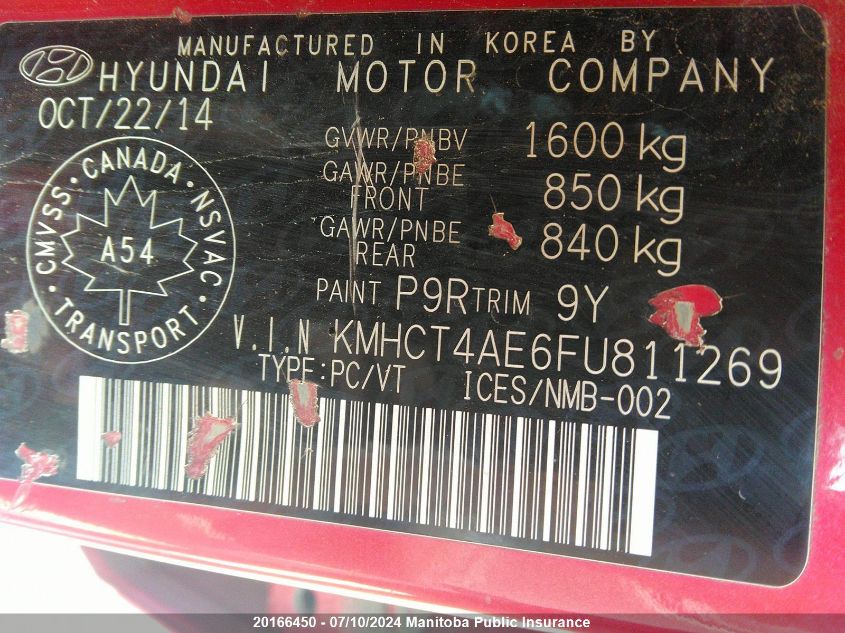 MANUFACTURED IN KOREA BY
HYUNDAI MOTOR COMPANY
OCT/22/14
GVWR/PNBV 1600 kg
GAWR/PNBE FRONT 850 kg
GAWR/PNBE REAR 840 kg
CMVSS · CANADA · NSVAC · TRANSPORT
A54
PAINT P9R TRIM 9Y
V.I.N KMHCT4AE6FU811269
TYPE:PC/VT ICES/NMB-002
20166450 - 07/10/2024 Manitoba Public Insurance